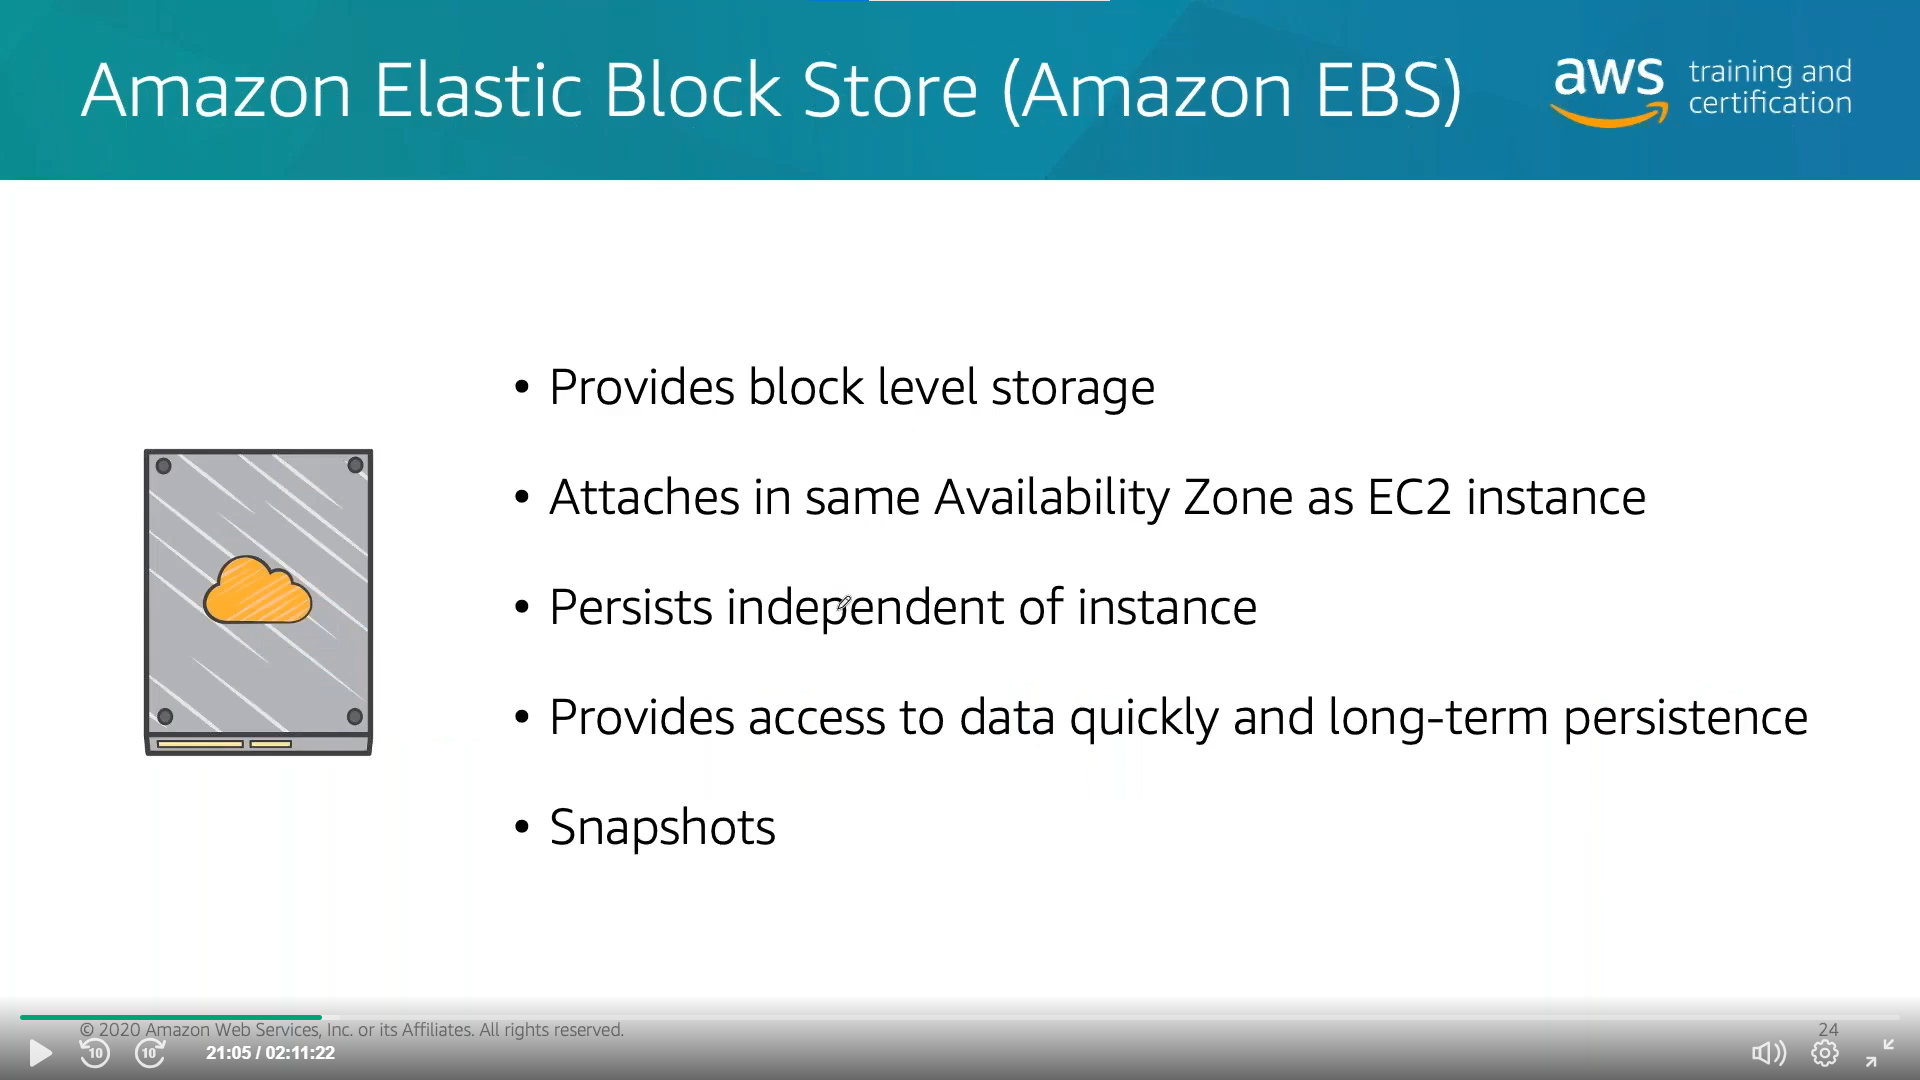 Amazon Elastic Block Store (Amazon EBS)
aws training and certification
• Provides block level storage
• Attaches in same Availability Zone as EC2 instance
• Persists independent of instance
• Provides access to data quickly and long-term persistence
• Snapshots
© 2020 Amazon Web Services, Inc. or its Affiliates. All rights reserved.
24
10
10
21:05 / 02:11:22